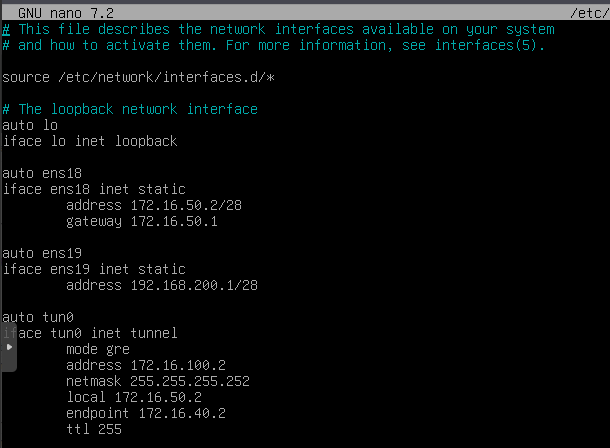 GNU nano 7.2 /etc/
# This file describes the network interfaces available on your system
# and how to activate them. For more information, see interfaces(5).
source /etc/network/interfaces.d/*
# The loopback network interface
auto lo
iface lo inet loopback
auto ens18
iface ens18 inet static
address 172.16.50.2/28
gateway 172.16.50.1
auto ens19
iface ens19 inet static
address 192.168.200.1/28
auto tun0
iface tun0 inet tunnel
mode gre
address 172.16.100.2
netmask 255.255.255.252
local 172.16.50.2
endpoint 172.16.40.2
ttl 255